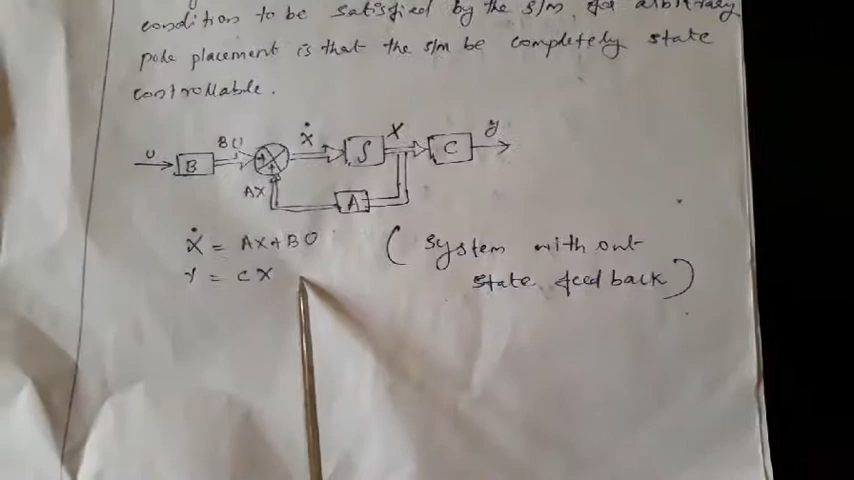 condition to be satisfied by the s/m for arbitrary
pole placement is that the s/m be completely state
controllable.
U B BU Ẋ ∫ X C y
AX A
Ẋ = AX+BU (System without
Y = CX state feedback)